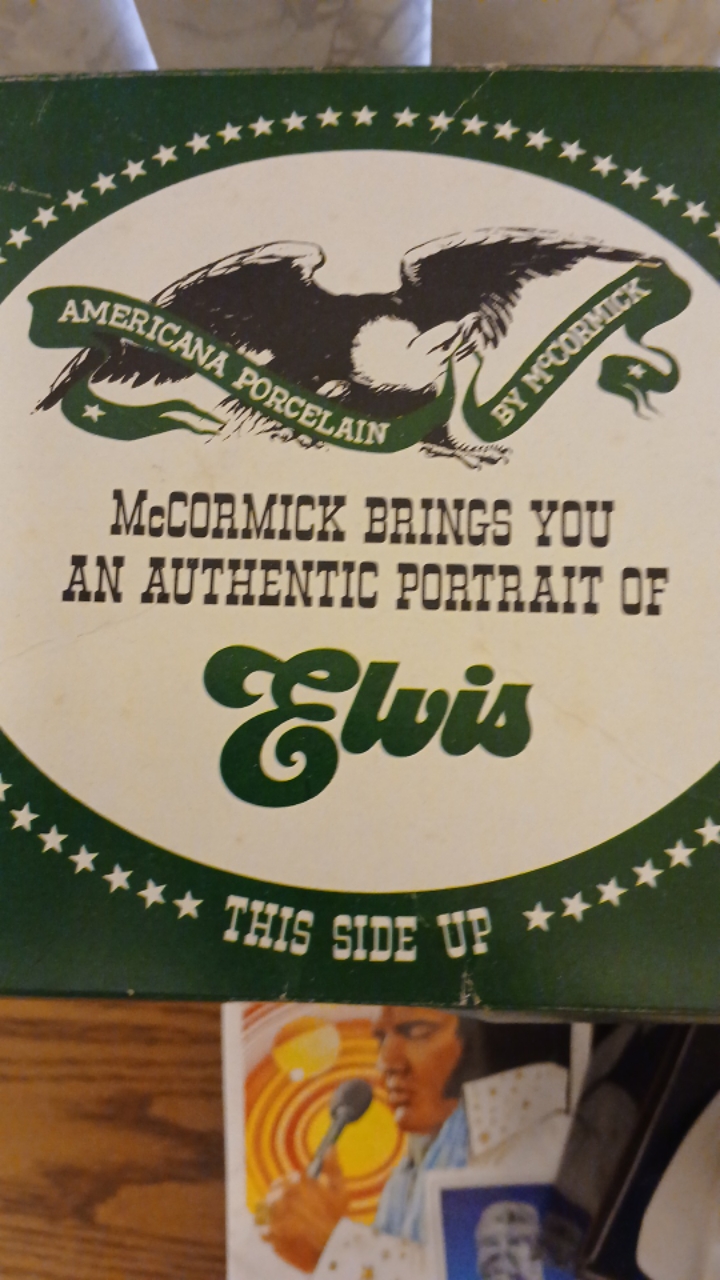 AMERICANA PORCELAIN
BY McCORMICK
McCORMICK BRINGS YOU
AN AUTHENTIC PORTRAIT OF
Elvis
THIS SIDE UP